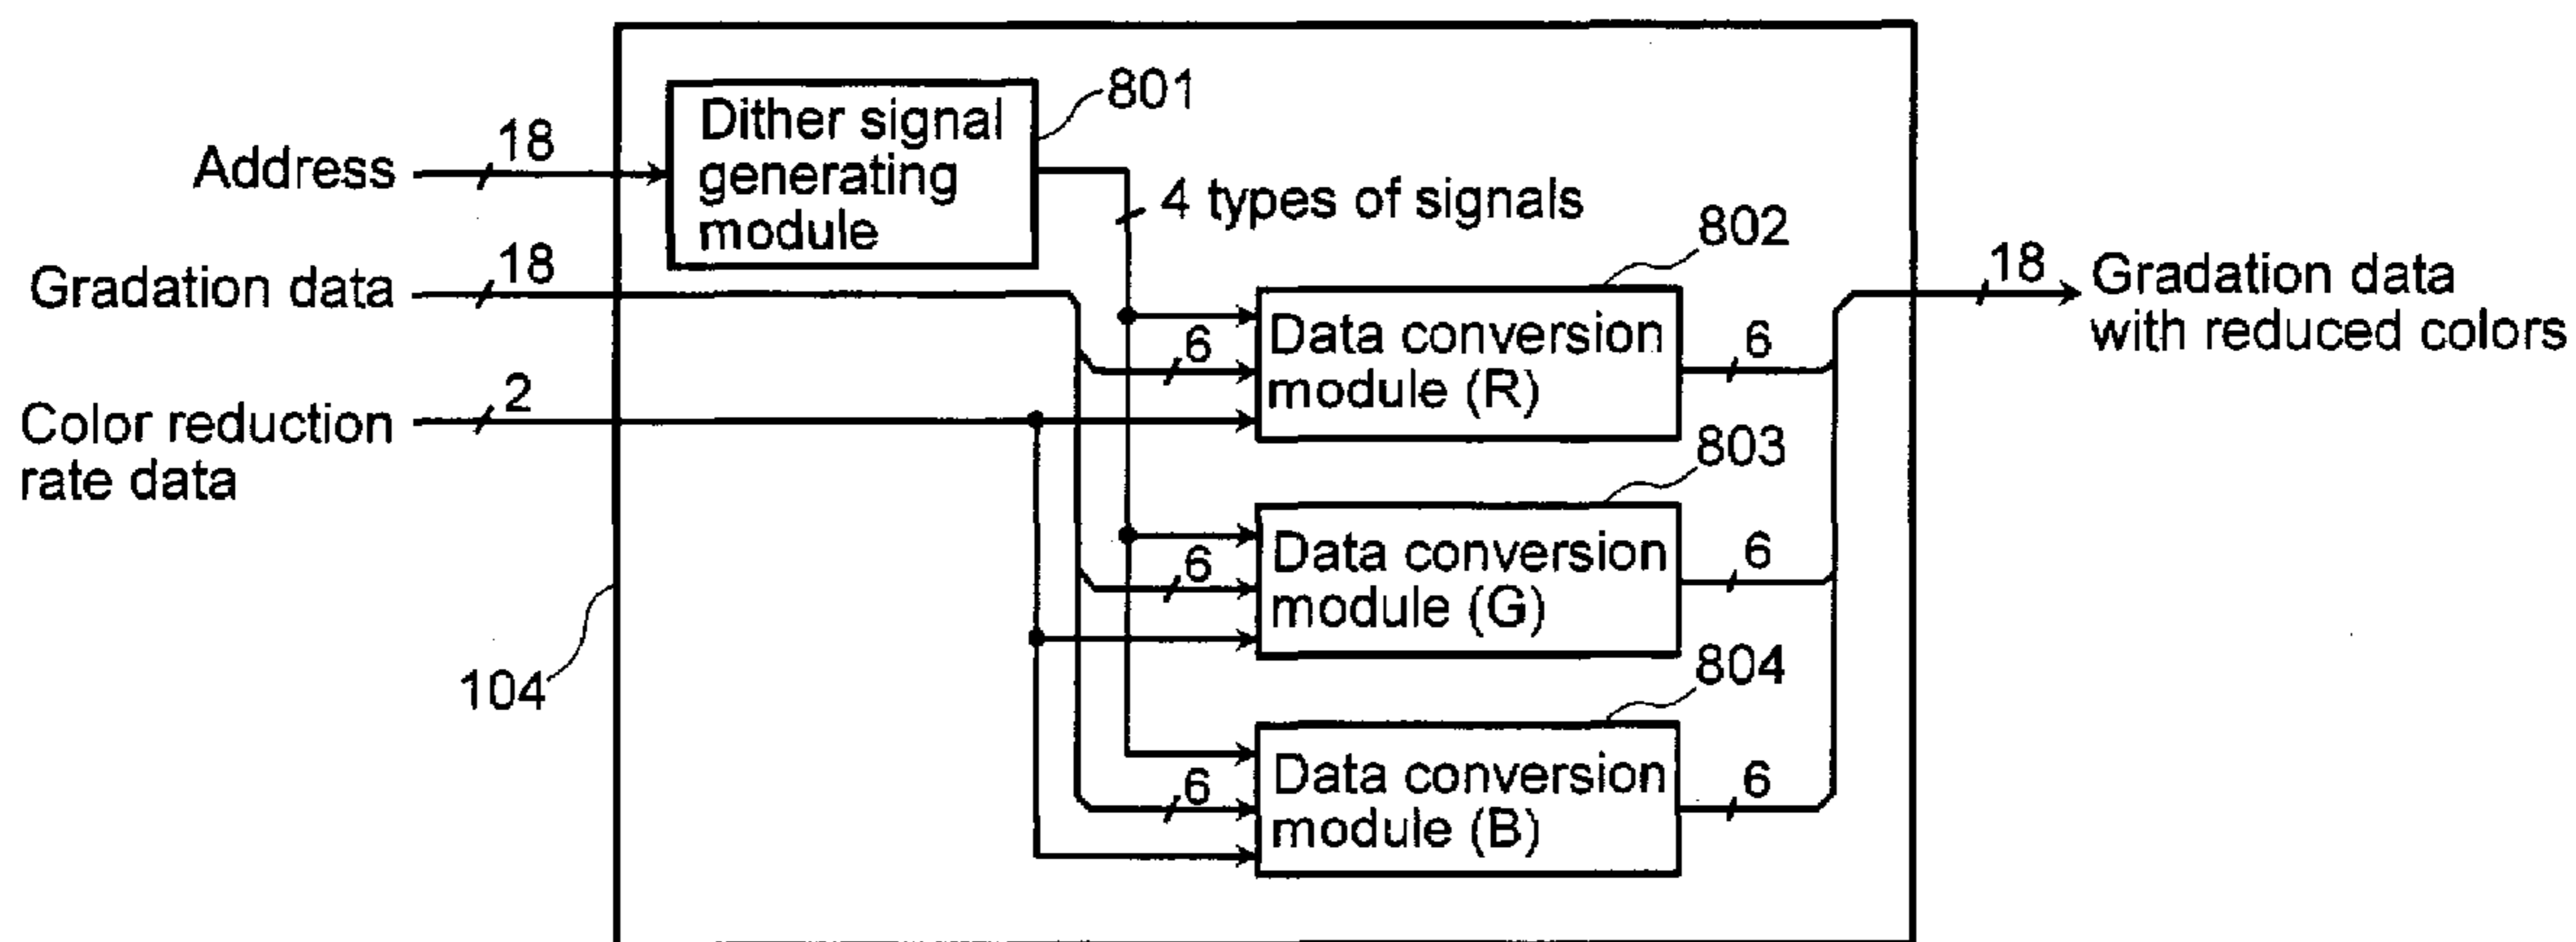 801
Dither signal
generating
module
18
Address
4 types of signals
802
18
Gradation data
18
Gradation data
with reduced colors
6
Data conversion
module (R)
6
2
Color reduction
rate data
803
6
Data conversion
module (G)
6
104
804
6
Data conversion
module (B)
6